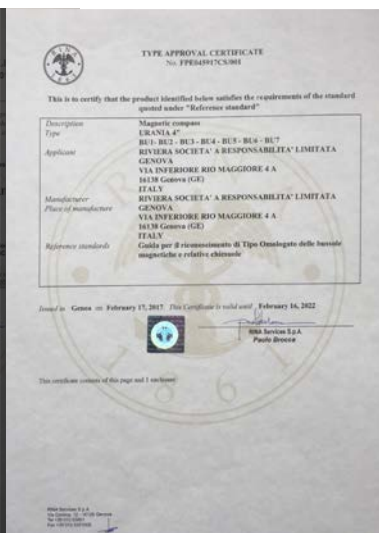 RINA
TYPE APPROVAL CERTIFICATE
No. FPE045917CS/001
This is to certify that the product identified below satisfies the requirements of the standard
quoted under "Reference standard"
Description Magnetic compass
Type URANIA 4"
BU1- BU2 - BU3 - BU4 - BU5 - BU6 - BU7
Applicant RIVIERA SOCIETA' A RESPONSABILITA' LIMITATA
GENOVA
VIA INFERIORE RIO MAGGIORE 4 A
16138 Genova (GE)
ITALY
Manufacturer RIVIERA SOCIETA' A RESPONSABILITA' LIMITATA
Place of manufacture GENOVA
VIA INFERIORE RIO MAGGIORE 4 A
16138 Genova (GE)
ITALY
Reference standards Guida per il riconoscimento di Tipo Omologato delle bussole
magnetiche e relative chiesuole
Issued in Genoa on February 17, 2017. This Certificate is valid until February 16, 2022
RINA Services S.p.A.
Paolo Brocca
This certificate consists of this page and 1 enclosure
1861
RINA Services S.p.A.